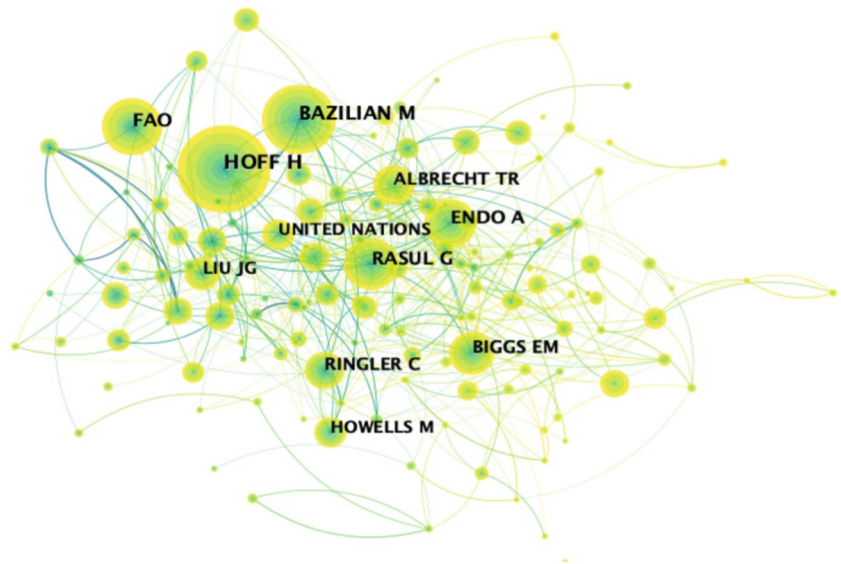 BAZILIAN M
FAO
HOFF H
ALBRECHT TR
ENDO A
UNITED NATIONS
RASUL G
LIU JG
BIGGS EM
RINGLER C
HOWELLS M